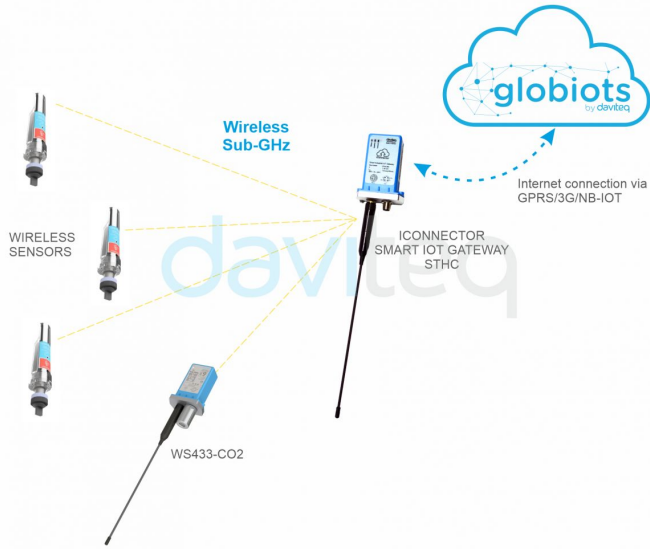 globiots
by daviteq
Wireless
Sub-GHz
Internet connection via
GPRS/3G/NB-IOT
WIRELESS
SENSORS
ICONNECTOR
SMART IOT GATEWAY
STHC
daviteq
WS433-CO2